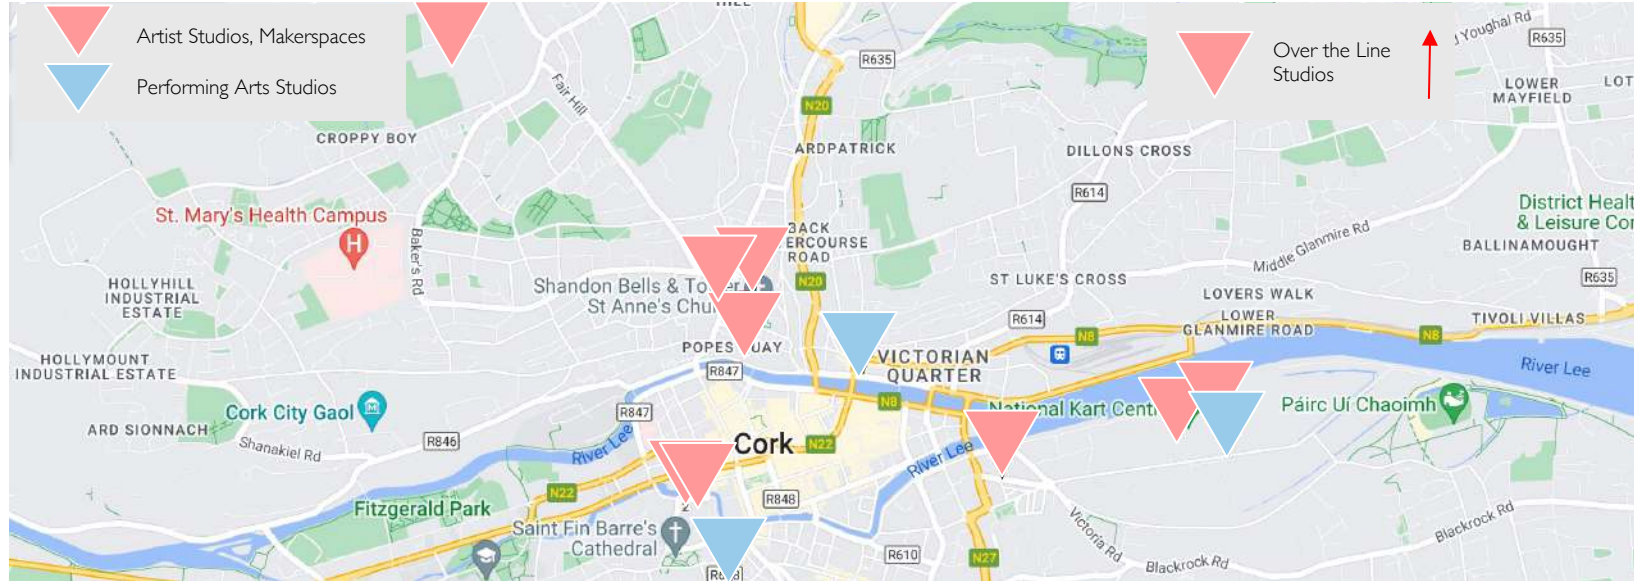 Artist Studios, Makerspaces
Performing Arts Studios
Over the Line
Studios
HILL
R635
Youghal Rd
R635
LOWER
MAYFIELD
LOT
Fair Hill
N20
CROPPY BOY
ARDPATRICK
DILLONS CROSS
R614
St. Mary's Health Campus
H
Baker's Rd
District Healt
& Leisure Co
BACK
ERCOURSE
ROAD
Middle Glanmire Rd
BALLINAMOUGHT
R635
HOLLYHILL
INDUSTRIAL
ESTATE
Shandon Bells & To
er
St Anne's Chu
N20
ST LUKE'S CROSS
LOVERS WALK
LOWER
GLANMIRE ROAD
R614
N8
N8
TIVOLI VILLAS
HOLLYMOUNT
INDUSTRIAL ESTATE
POPES
UAY
R847
VICTORIAN
QUARTER
River Lee
Cork City Gaol
R847
N8
National Kart Cent
Páirc Uí Chaoimh
ARD SIONNACH
Shanakiel Rd
R846
River Lee
Cork
N22
River Lee
N22
R848
Fitzgerald Park
Saint Fin Barre's
Cathedral
Victoria Rd
Blackrock Rd
R610
N27
Blackrock Rd